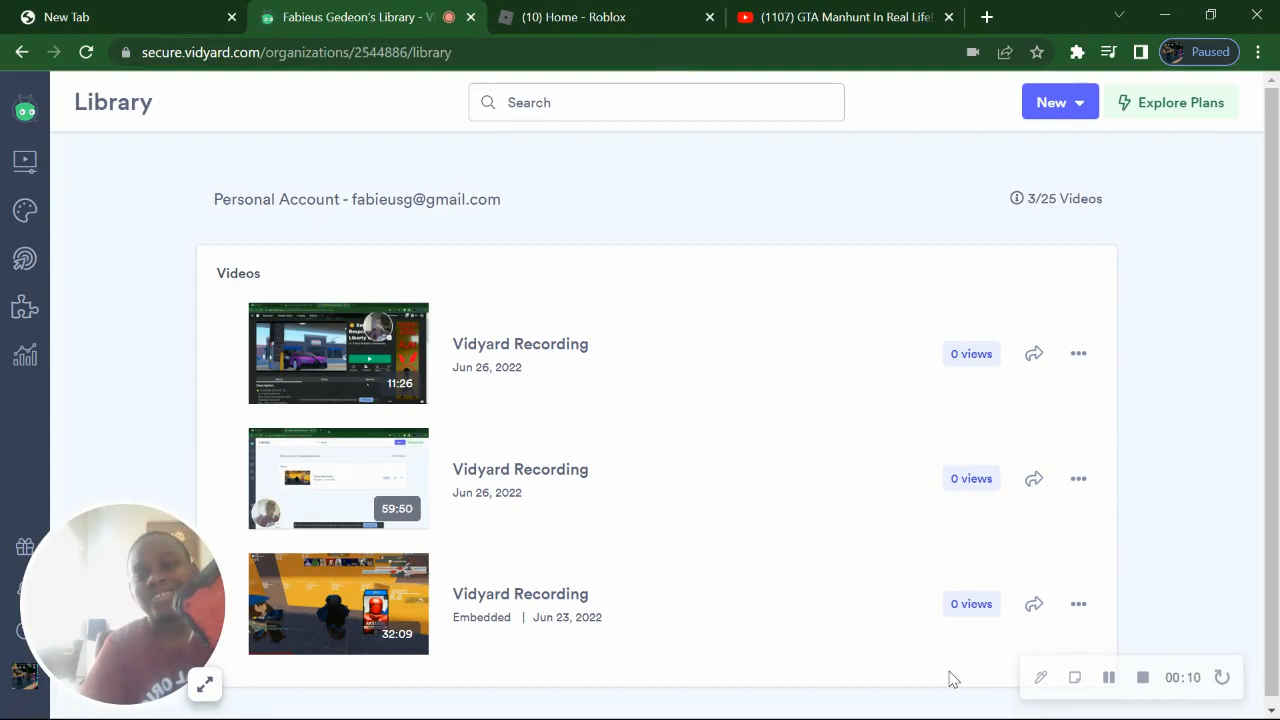 New Tab
Fabieus Gedeon's Library - V
(10) Home - Roblox
(1107) GTA Manhunt In Real Life!
secure.vidyard.com/organizations/2544886/library
Paused
Library
Search
New
Explore Plans
Personal Account - fabieusg@gmail.com
3/25 Videos
Videos
11:26
Vidyard Recording
Jun 26, 2022
0 views
59:50
Vidyard Recording
Jun 26, 2022
0 views
32:09
Vidyard Recording
Embedded | Jun 23, 2022
0 views
00:10